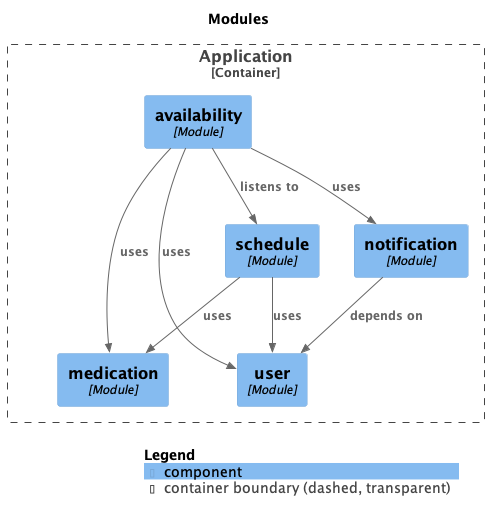 Modules
Application
[Container]
availability
[Module]
listens to
uses
schedule
[Module]
notification
[Module]
uses
uses
uses
uses
depends on
medication
[Module]
user
[Module]
Legend
component
container boundary (dashed, transparent)